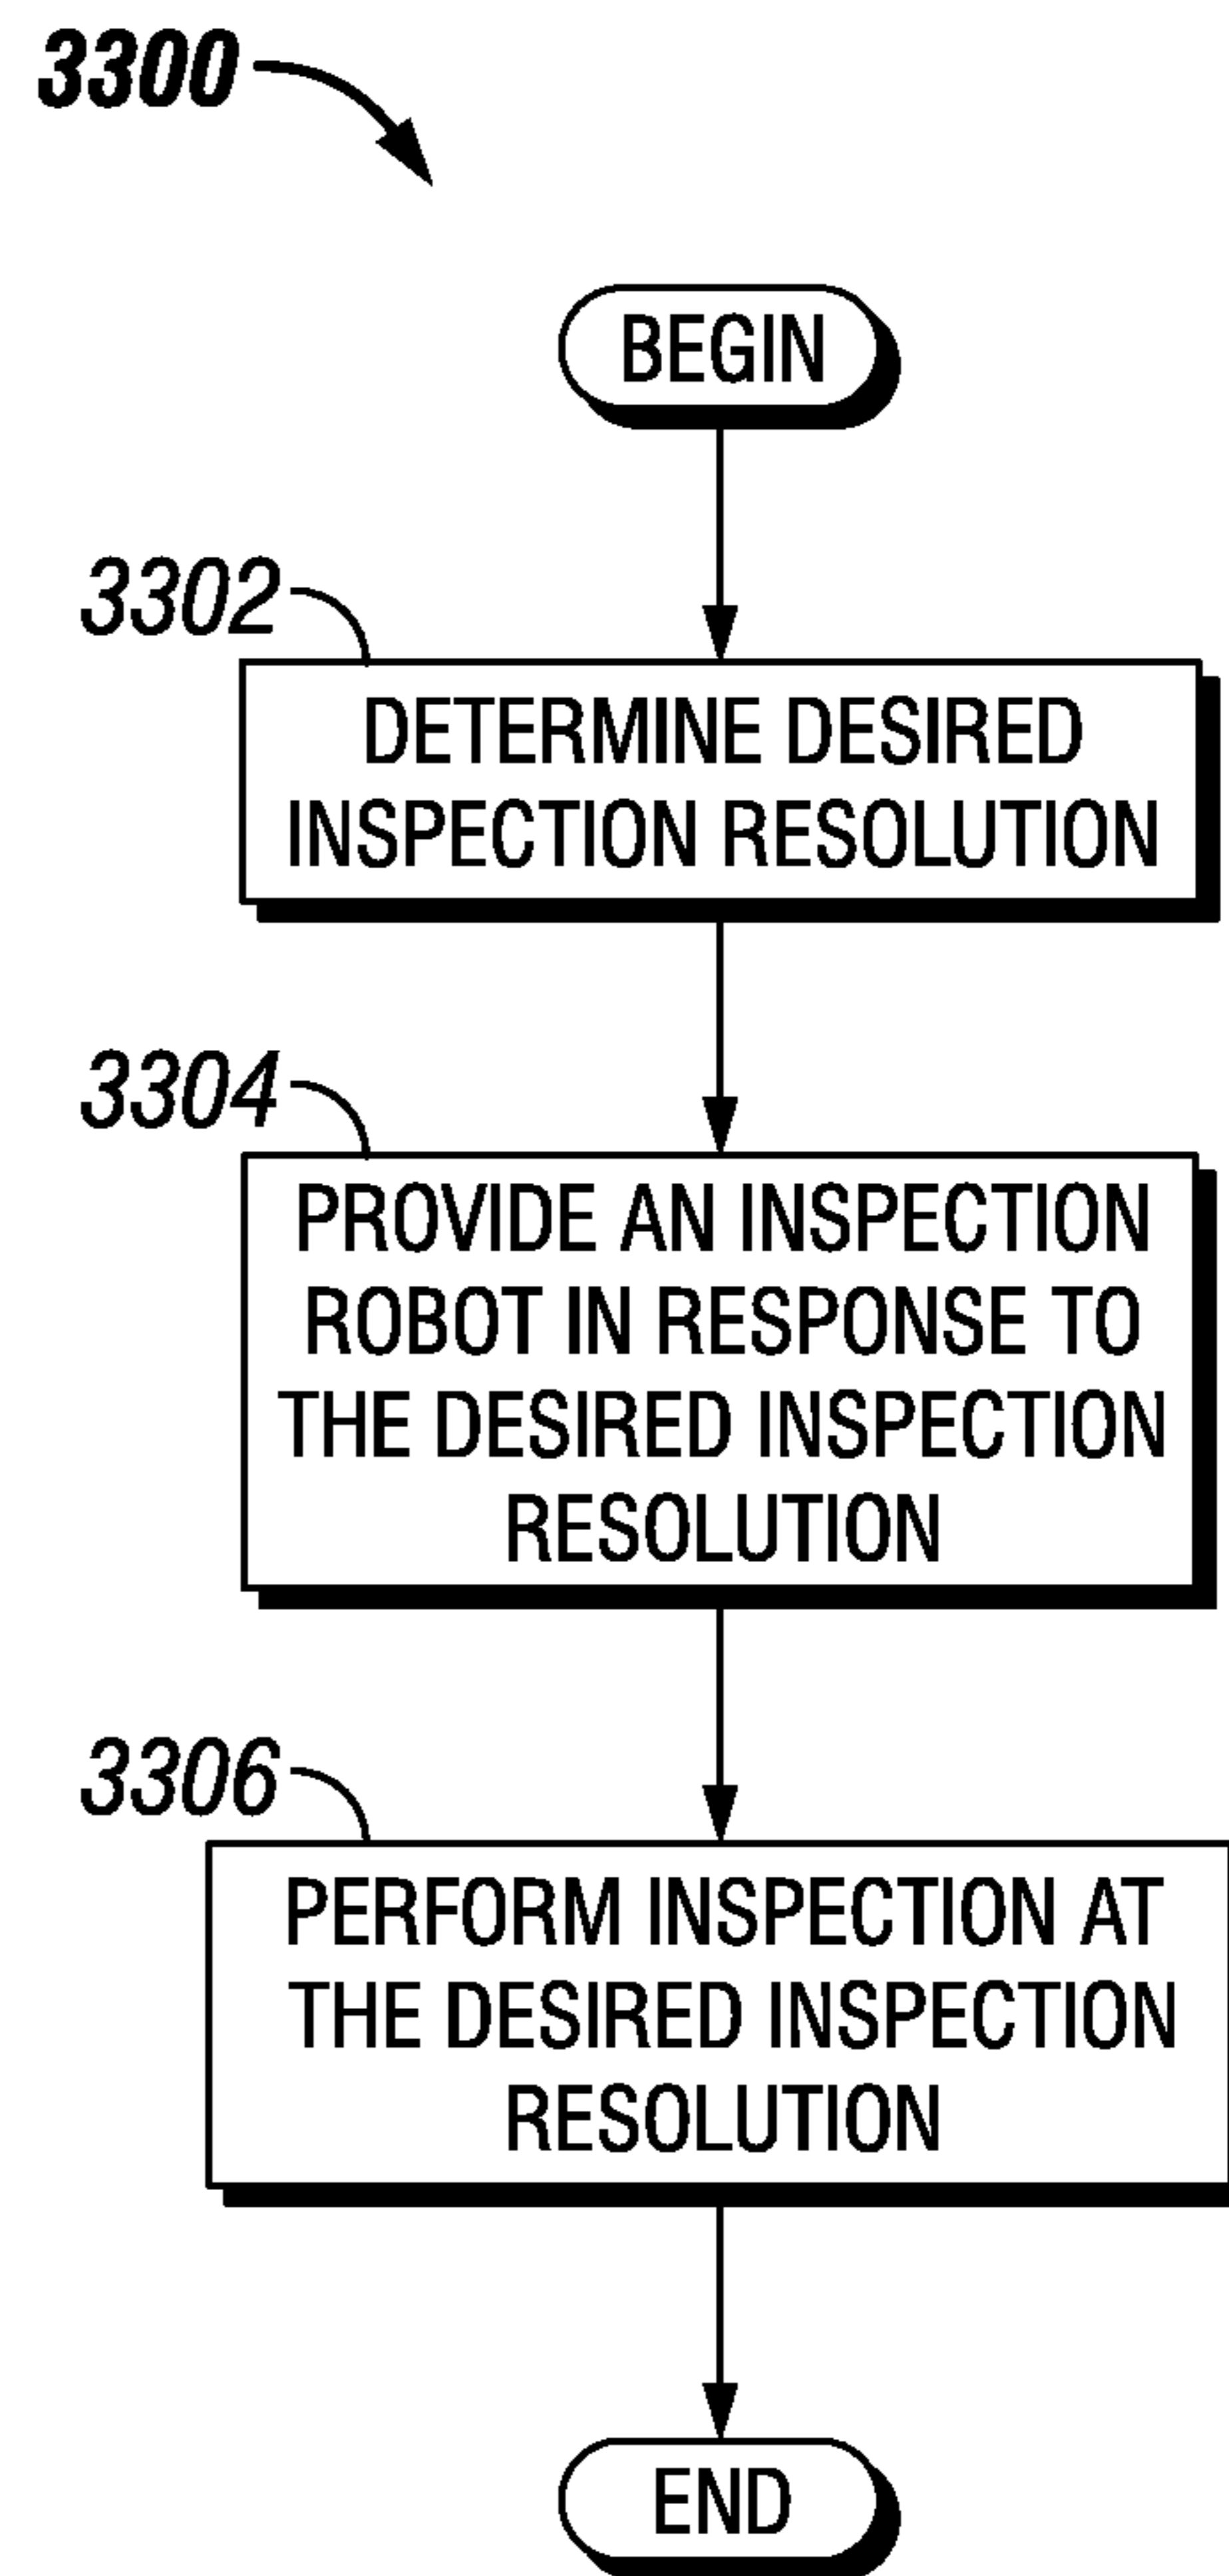 3300
BEGIN
3302
DETERMINE DESIRED
INSPECTION RESOLUTION
3304
PROVIDE AN INSPECTION
ROBOT IN RESPONSE TO
THE DESIRED INSPECTION
RESOLUTION
3306
PERFORM INSPECTION AT
THE DESIRED INSPECTION
RESOLUTION
END